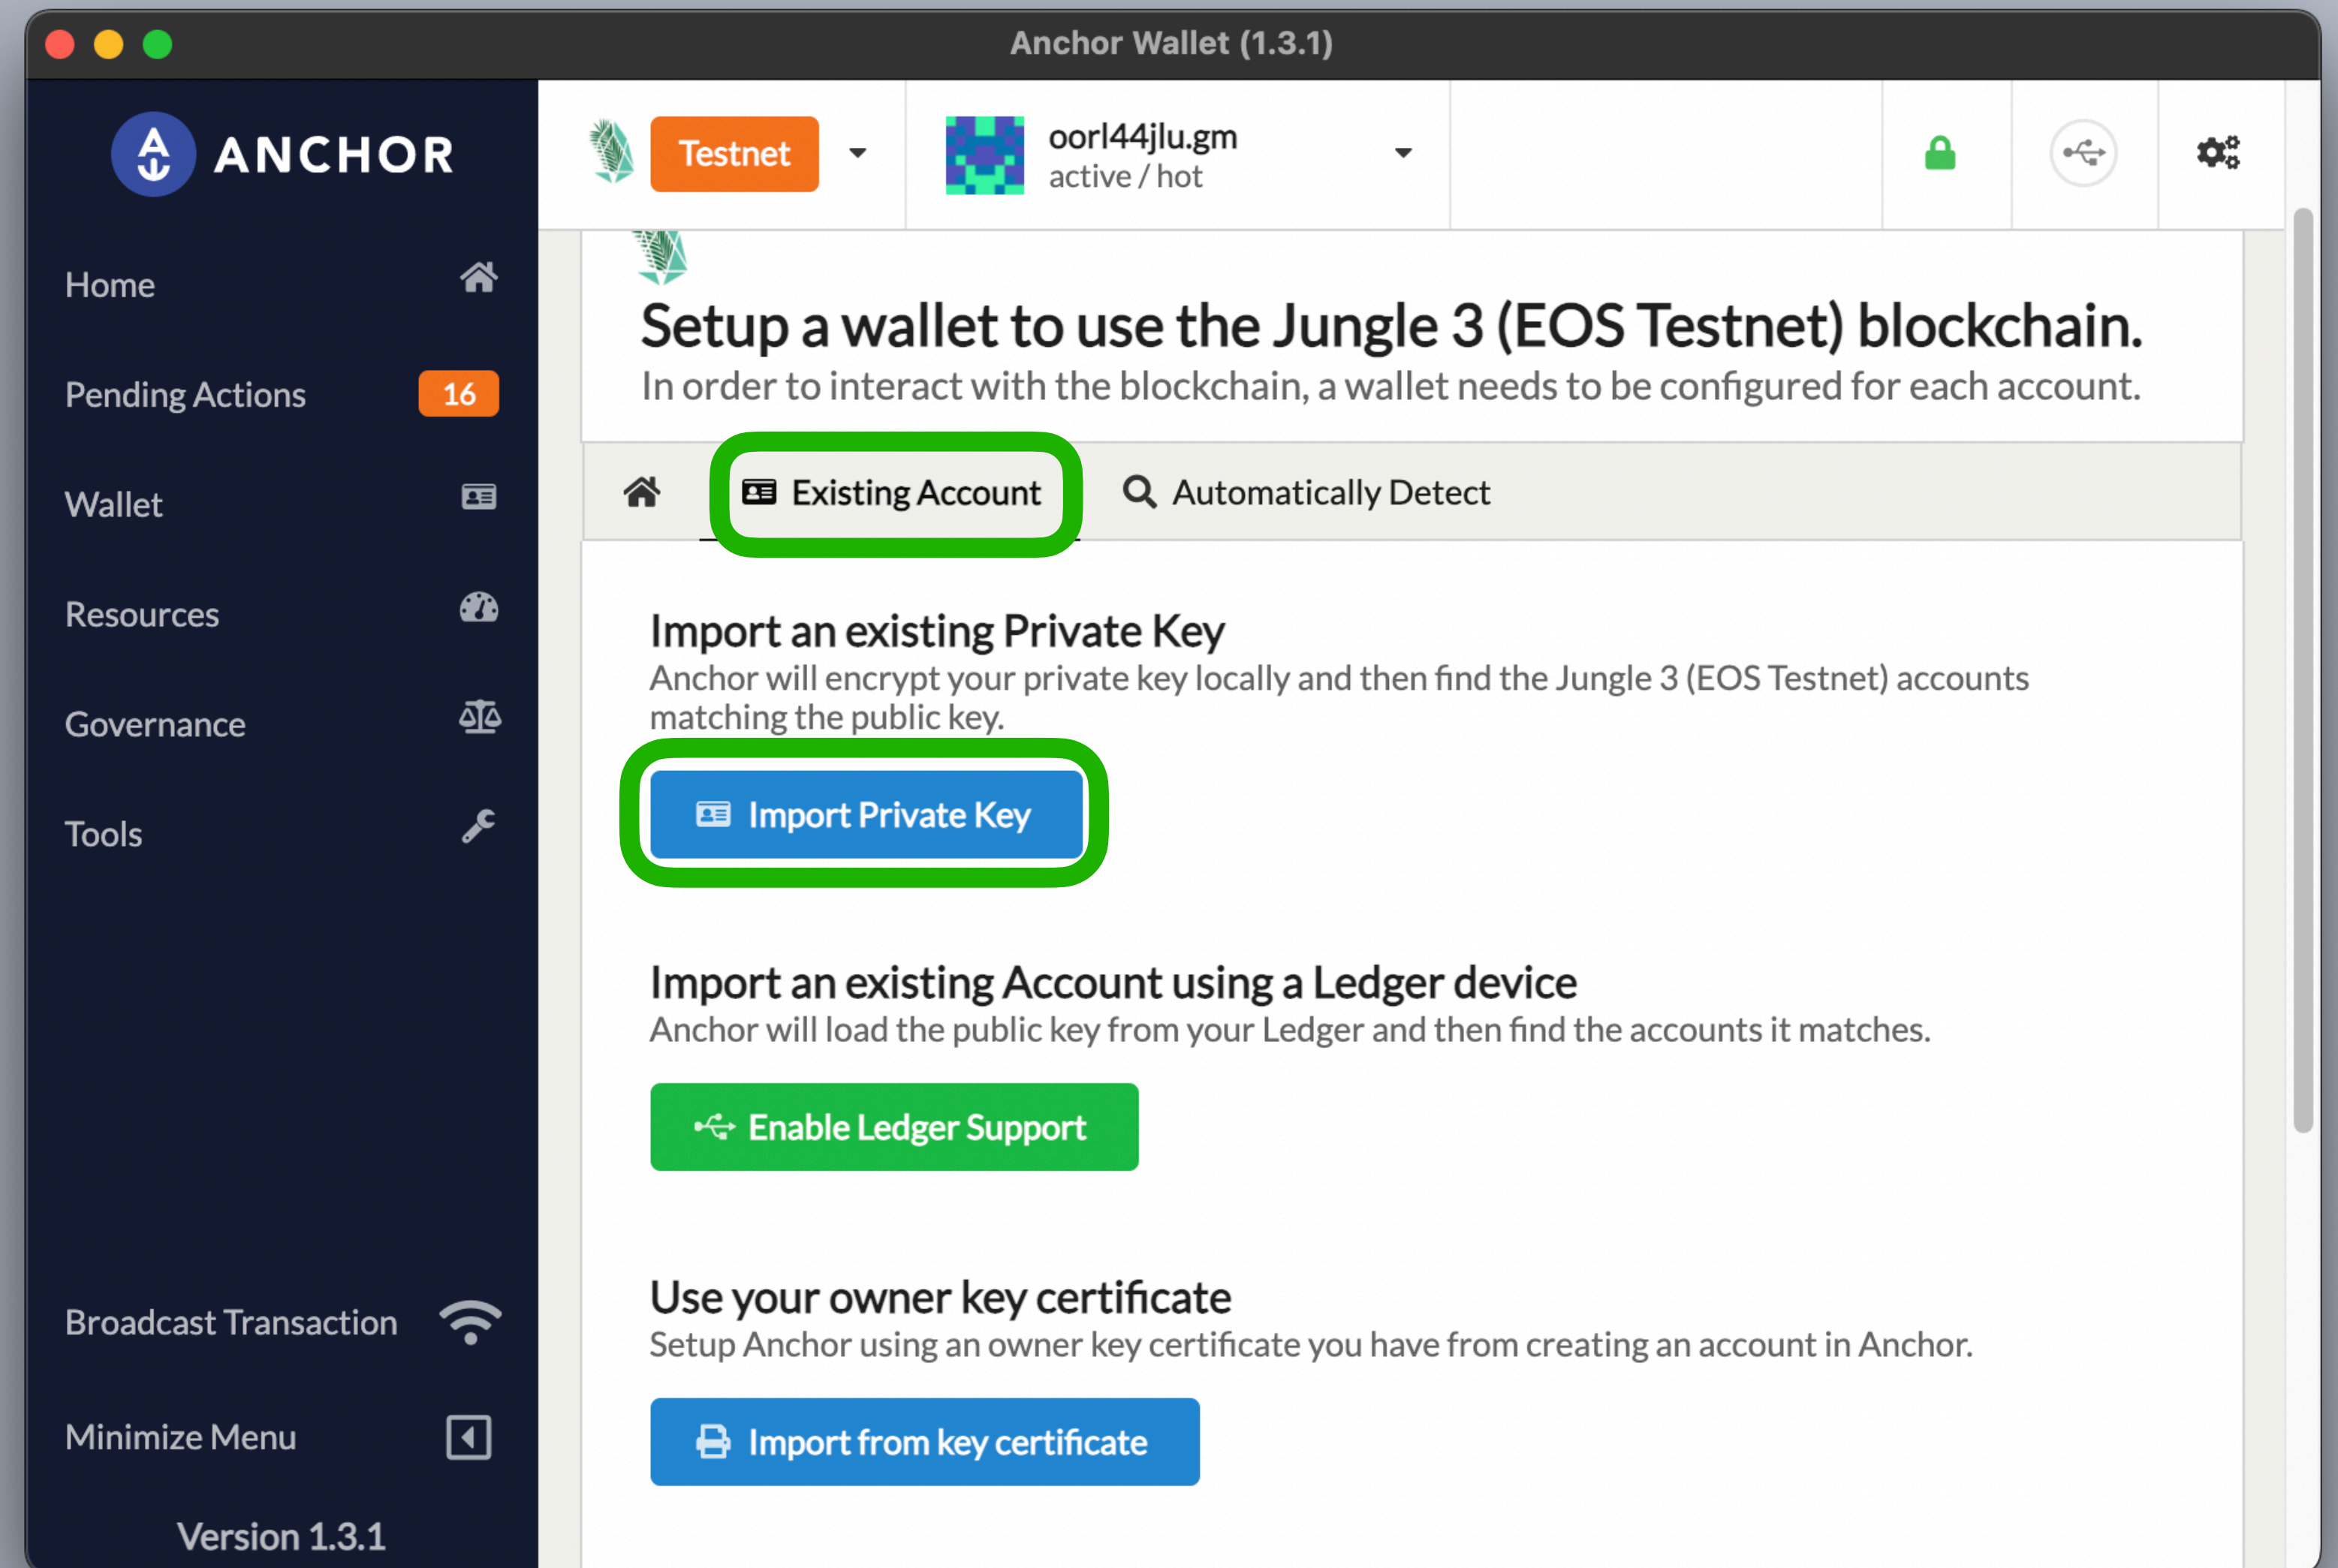 Anchor Wallet (1.3.1)
ANCHOR
Testnet
oorl44jlu.gm
active / hot
Home
Pending Actions 16
Wallet
Resources
Governance
Tools
Broadcast Transaction
Minimize Menu
Version 1.3.1
Setup a wallet to use the Jungle 3 (EOS Testnet) blockchain.
In order to interact with the blockchain, a wallet needs to be configured for each account.
Existing Account Automatically Detect
Import an existing Private Key
Anchor will encrypt your private key locally and then find the Jungle 3 (EOS Testnet) accounts
matching the public key.
Import Private Key
Import an existing Account using a Ledger device
Anchor will load the public key from your Ledger and then find the accounts it matches.
Enable Ledger Support
Use your owner key certificate
Setup Anchor using an owner key certificate you have from creating an account in Anchor.
Import from key certificate